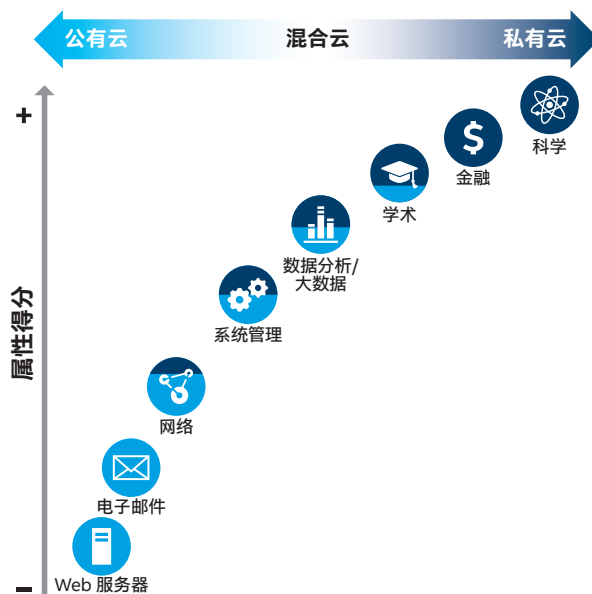 公有云
混合云
私有云
+
科学
$
金融
学术
数据分析/
大数据
系统管理
属性得分
网络
电子邮件
Web 服务器
-